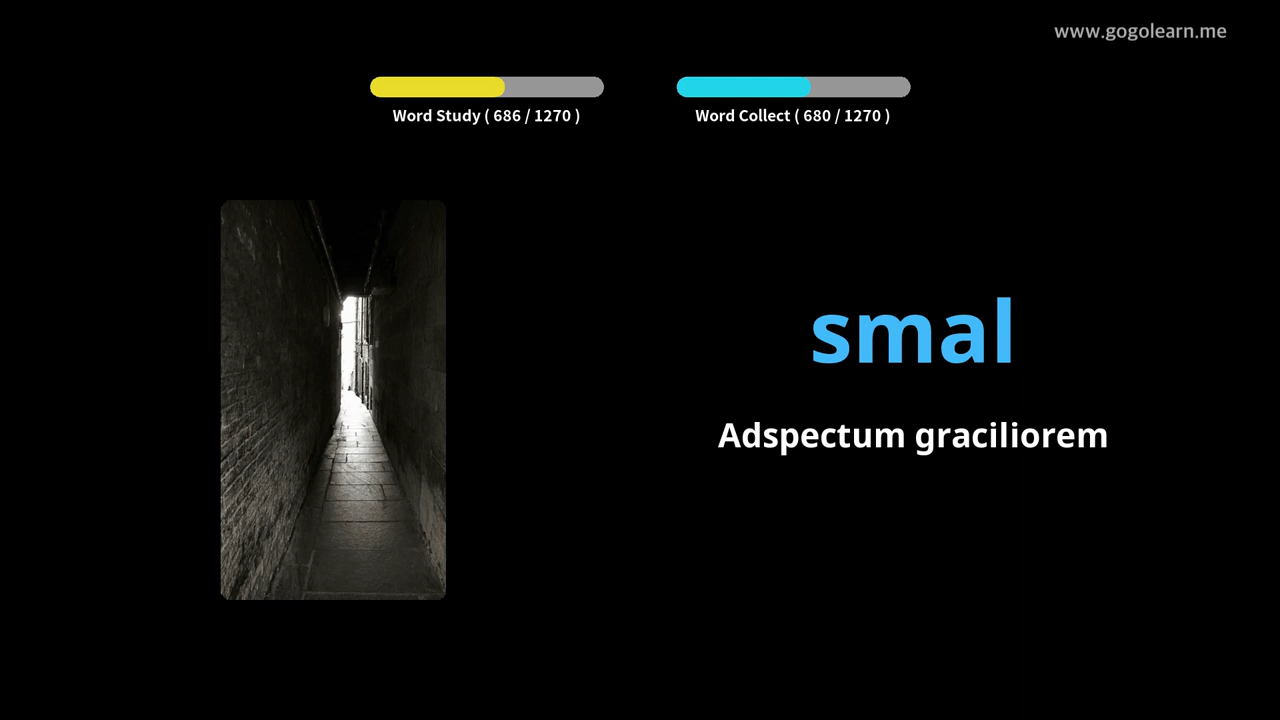 www.gogolearn.me
Word Study ( 686 / 1270 )
Word Collect ( 680 / 1270 )
smal
Adspectum graciliorem